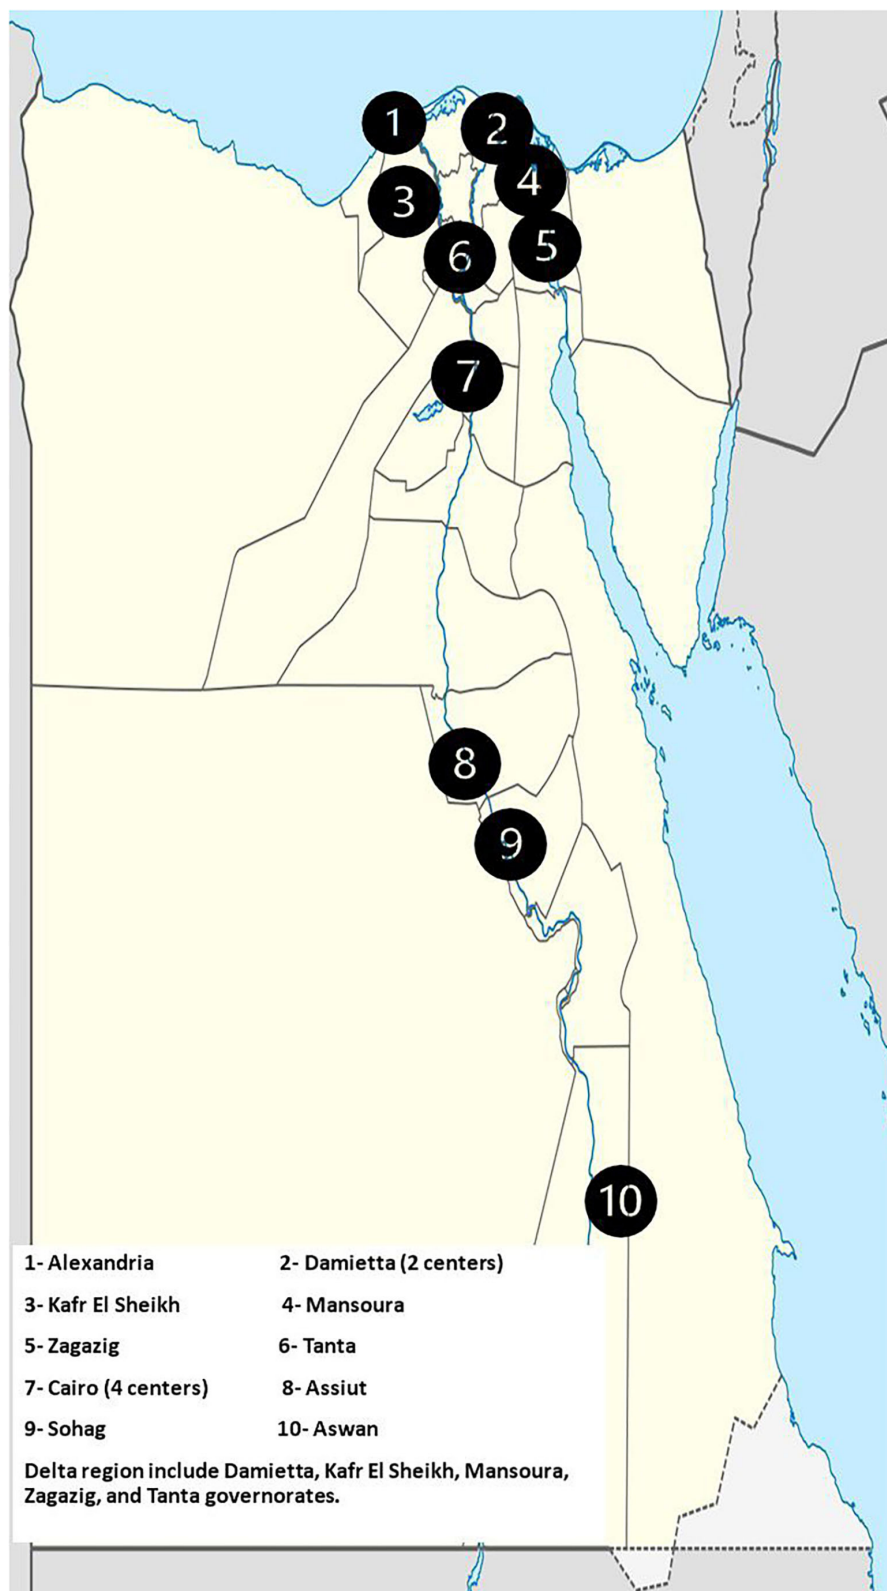 1
2
3
4
5
6
7
8
9
10
1- Alexandria 2- Damietta (2 centers)
3- Kafr El Sheikh 4- Mansoura
5- Zagazig 6- Tanta
7- Cairo (4 centers) 8- Assiut
9- Sohag 10- Aswan
Delta region include Damietta, Kafr El Sheikh, Mansoura,
Zagazig, and Tanta governorates.